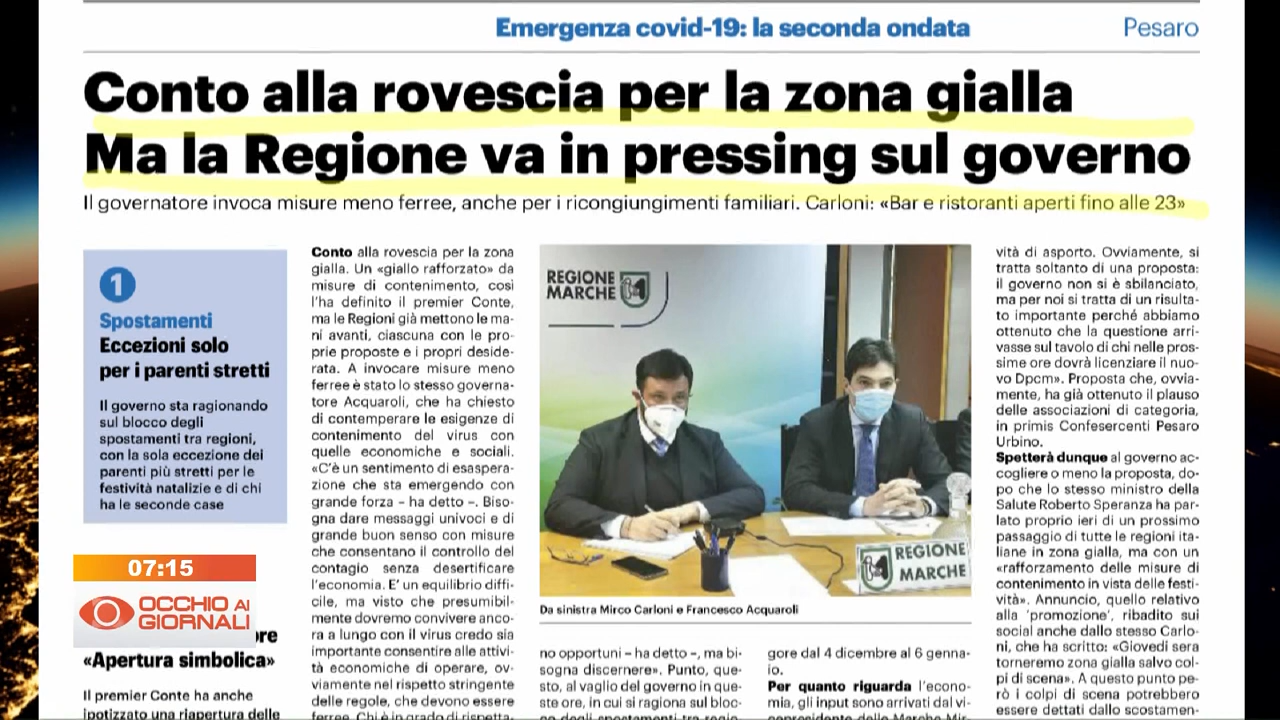 Emergenza covid-19: la seconda ondata
Pesaro
Conto alla rovescia per la zona gialla
Ma la Regione va in pressing sul governo
Il governatore invoca misure meno ferree, anche per i ricongiungimenti familiari. Carloni: «Bar e ristoranti aperti fino alle 23»
1
Spostamenti
Eccezioni solo
per i parenti stretti
Il governo sta ragionando
sul blocco degli
spostamenti tra regioni,
con la sola eccezione dei
parenti più stretti per le
festività natalizie e di chi
ha le seconde case
07:15
OCCHIO AI
GIORNALI
ore
«Apertura simbolica»
Il premier Conte ha anche
ipotizzato una riapertura delle
Conto alla rovescia per la zona
gialla. Un «giallo rafforzato» da
misure di contenimento, così
l'ha definito il premier Conte,
ma le Regioni già mettono le ma-
ni avanti, ciascuna con le pro-
prie proposte e i propri deside-
rata. A invocare misure meno
ferree è stato lo stesso governa-
tore Acquaroli, che ha chiesto
di contemperare le esigenze di
contenimento del virus con
quelle economiche e sociali.
«C'è un sentimento di esaspera-
zione che sta emergendo con
grande forza – ha detto –. Biso-
gna dare messaggi univoci e di
grande buon senso con misure
che consentano il controllo del
contagio senza desertificare
l'economia. E' un equilibrio diffi-
cile, ma visto che presumibil-
mente dovremo convivere anco-
ra a lungo con il virus credo sia
importante consentire alle attivi-
tà economiche di operare, ov-
viamente nel rispetto stringente
delle regole, che devono essere
ferree. Chi è in grado di rispetta-
REGIONE
MARCHE
REGIONE
MARCHE
Da sinistra Mirco Carloni e Francesco Acquaroli
no opportuni – ha detto –, ma bi-
sogna discernere». Punto, que-
sto, al vaglio del governo in que-
ste ore, in cui si ragiona sul bloc-
co degli spostamenti tra regio-
gore dal 4 dicembre al 6 genna-
io.
Per quanto riguarda l'econo-
mia, gli input sono arrivati dal vi-
cepresidente delle Marche Mir-
vità di asporto. Ovviamente, si
tratta soltanto di una proposta:
il governo non si è sbilanciato,
ma per noi si tratta di un risulta-
to importante perché abbiamo
ottenuto che la questione arri-
vasse sul tavolo di chi nelle pros-
sime ore dovrà licenziare il nuo-
vo Dpcm». Proposta che, ovvia-
mente, ha già ottenuto il plauso
delle associazioni di categoria,
in primis Confesercenti Pesaro
Urbino.
Spetterà dunque al governo ac-
cogliere o meno la proposta, do-
po che lo stesso ministro della
Salute Roberto Speranza ha par-
lato proprio ieri di un prossimo
passaggio di tutte le regioni ita-
liane in zona gialla, ma con un
«rafforzamento delle misure di
contenimento in vista delle festi-
vità». Annuncio, quello relativo
alla 'promozione', ribadito sui
social anche dallo stesso Carlo-
ni, che ha scritto: «Giovedì sera
torneremo zona gialla salvo col-
pi di scena». A questo punto pe-
rò i colpi di scena potrebbero
essere dettati dallo scostamen-